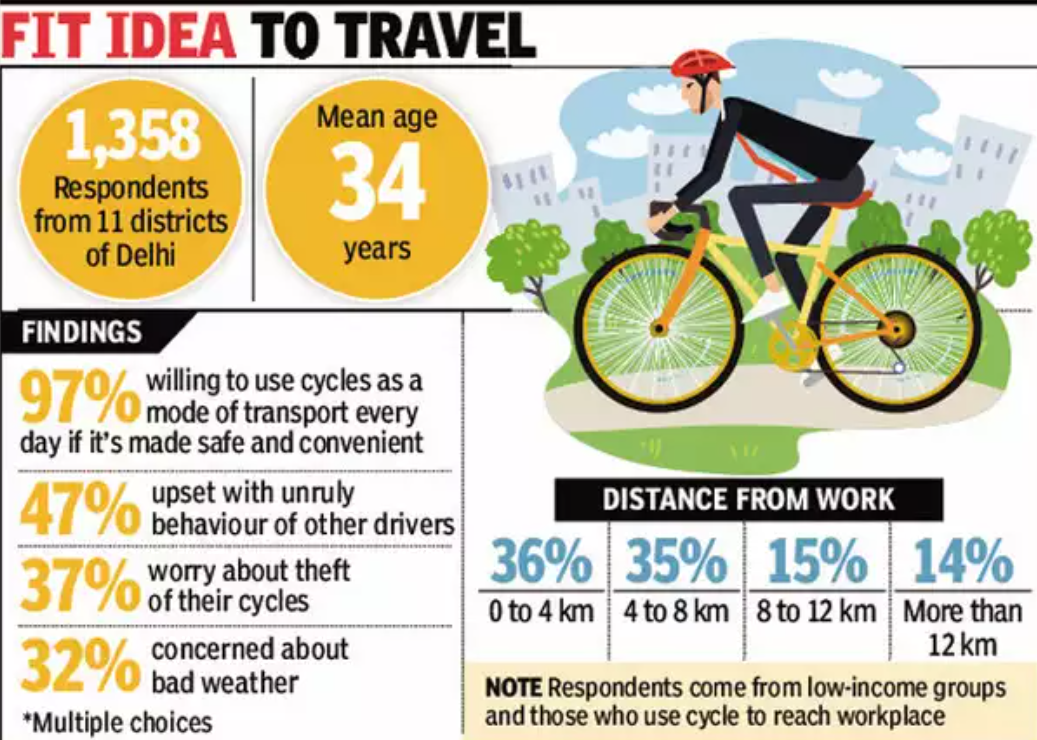 FIT IDEA TO TRAVEL
1,358
Respondents
from 11 districts
of Delhi
Mean age
34
years
FINDINGS
97% willing to use cycles as a
mode of transport every
day if it's made safe and convenient
47% upset with unruly
behaviour of other drivers
37% worry about theft
of their cycles
32% concerned about
bad weather
*Multiple choices
DISTANCE FROM WORK
36% 35% 15% 14%
0 to 4 km 4 to 8 km 8 to 12 km More than
12 km
NOTE Respondents come from low-income groups
and those who use cycle to reach workplace